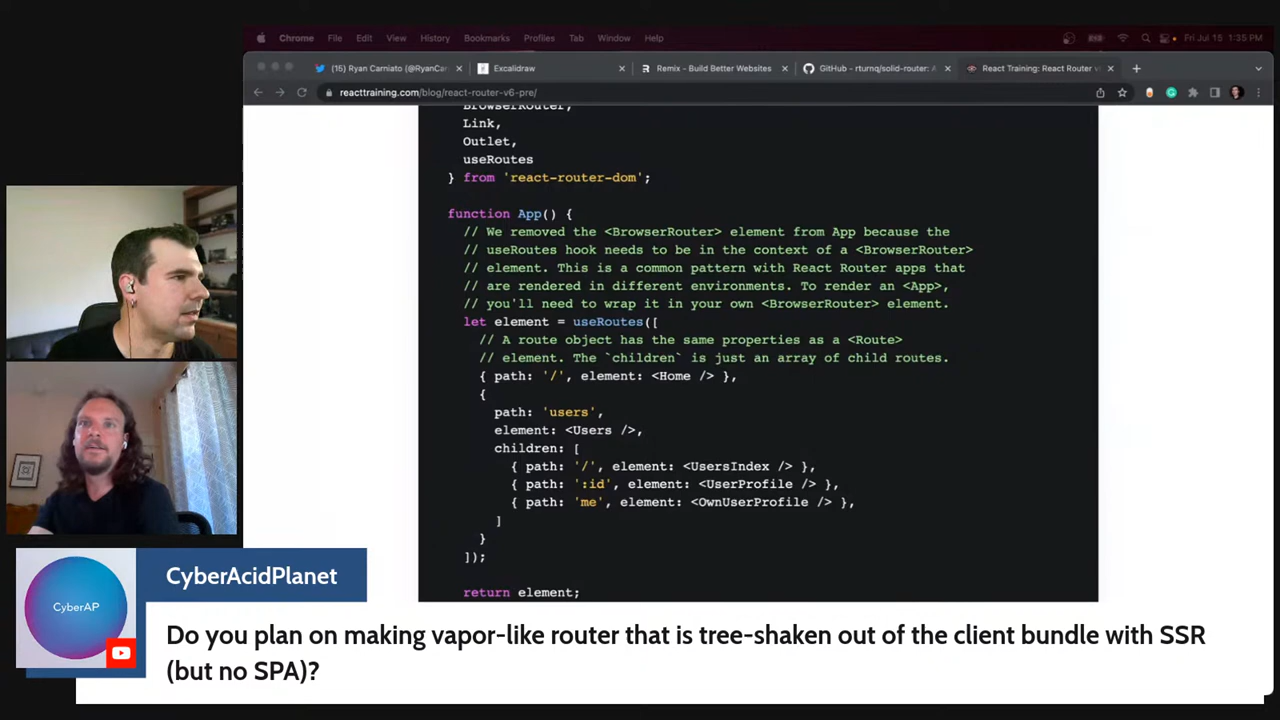 Chrome File Edit View History Bookmarks Profiles Tab Window Help Fri Jul 15 1:35 PM
(15) Ryan Carniato (@RyanCar Excalidraw Remix - Build Better Websites GitHub - rturnq/solid-router: A React Training: React Router v
reacttraining.com/blog/react-router-v6-pre/
BrowserRouter,
Link,
Outlet,
useRoutes
} from 'react-router-dom';
function App() {
// We removed the <BrowserRouter> element from App because the
// useRoutes hook needs to be in the context of a <BrowserRouter>
// element. This is a common pattern with React Router apps that
// are rendered in different environments. To render an <App>,
// you'll need to wrap it in your own <BrowserRouter> element.
let element = useRoutes([
// A route object has the same properties as a <Route>
// element. The `children` is just an array of child routes.
{ path: '/', element: <Home /> },
{
path: 'users',
element: <Users />,
children: [
{ path: '/', element: <UsersIndex /> },
{ path: ':id', element: <UserProfile /> },
{ path: 'me', element: <OwnUserProfile /> },
]
}
]);
return element;
CyberAcidPlanet
CyberAP
Do you plan on making vapor-like router that is tree-shaken out of the client bundle with SSR
(but no SPA)?